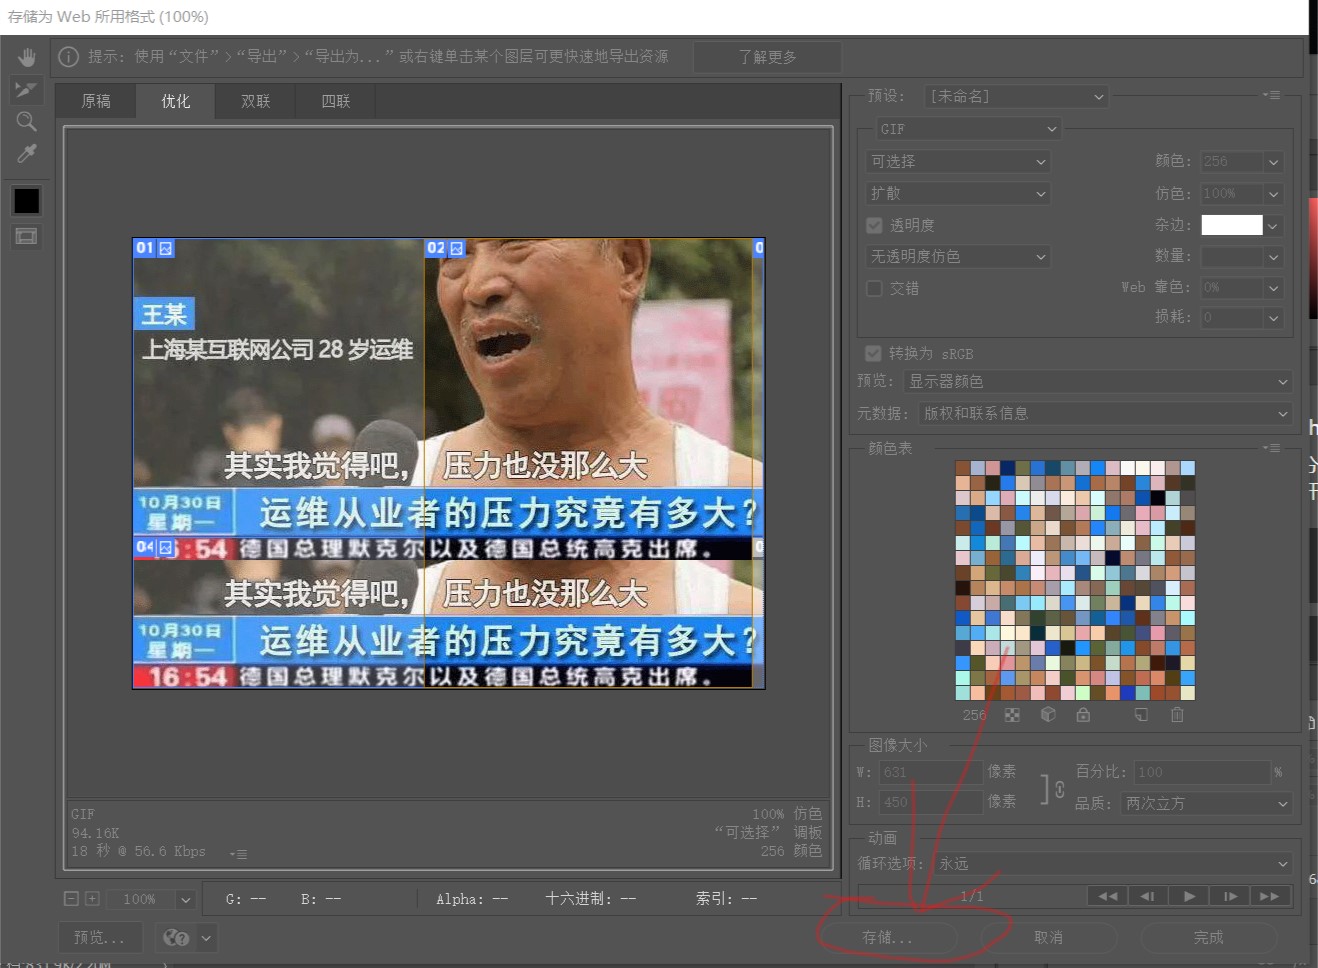 存储为 Web 所用格式 (100%)
提示: 使用“文件”>“导出”>“导出为...”或右键单击某个图层可更快速地导出资源
了解更多
原稿 优化 双联 四联
预设: [未命名]
GIF
可选择 颜色: 256
扩散 仿色: 100%
透明度 杂边:
无透明度仿色 数量:
交错 Web 靠色: 0%
损耗: 0
转换为 sRGB
预览: 显示器颜色
元数据: 版权和联系信息
颜色表
256
图像大小
W: 631 像素 百分比: 100 %
H: 450 像素 品质: 两次立方
动画
循环选项: 永远
1/1
01 02 0
王某
上海某互联网公司 28 岁运维
其实我觉得吧, 压力也没那么大
10月30日
星期一
运维从业者的压力究竟有多大?
04 :54 德国总理默克尔以及德国总统高克出席。
其实我觉得吧, 压力也没那么大
10月30日
星期一
运维从业者的压力究竟有多大?
16:54 德国总理默克尔以及德国总统高克出席。
GIF
94.16K
18 秒 @ 56.6 Kbps
100% 仿色
“可选择” 调板
256 颜色
100% G: -- B: -- Alpha: -- 十六进制: -- 索引: --
预览... 存储... 取消 完成